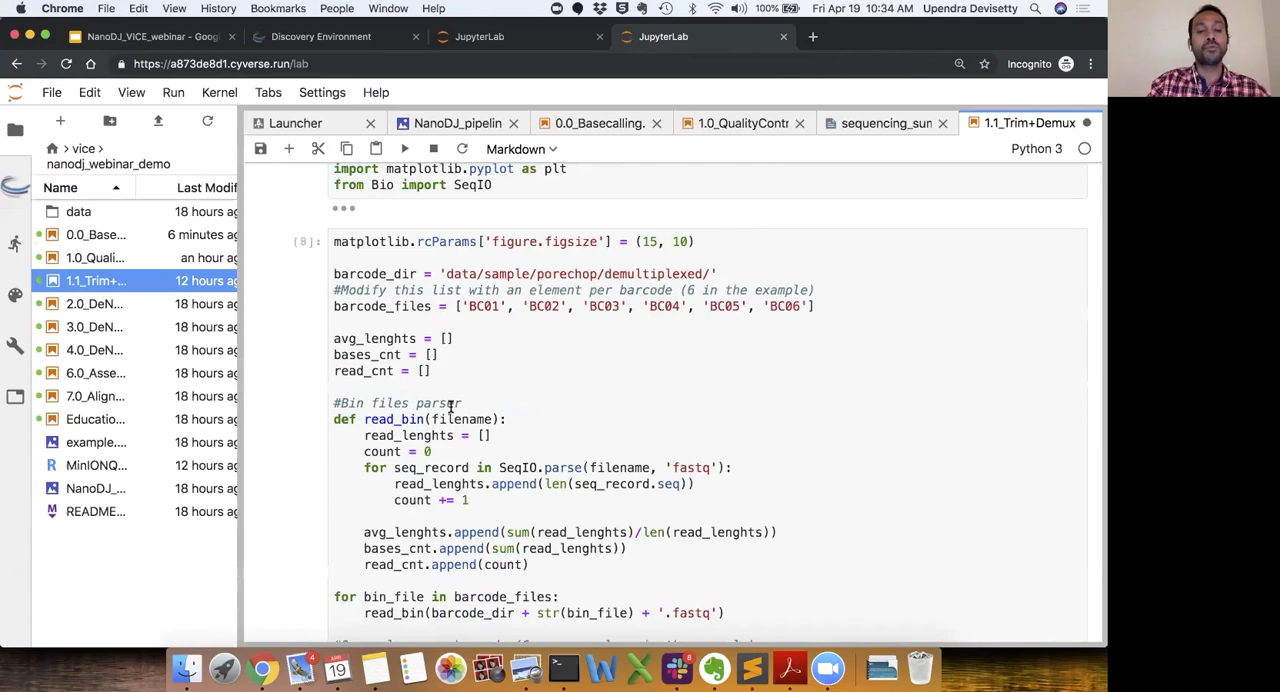 Chrome File Edit View History Bookmarks People Window Help 100% Fri Apr 19 10:34 AM Upendra Devisetty
NanoDJ_VICE_webinar - Googl
Discovery Environment
JupyterLab
JupyterLab
https://a873de8d1.cyverse.run/lab
Incognito
File Edit View Run Kernel Tabs Settings Help
Launcher
NanoDJ_pipelin
0.0_Basecalling.
1.0_QualityContr
sequencing_sum
1.1_Trim+Demux
Markdown
Python 3
> vice >
nanodj_webinar_demo
Name Last Modif
data 18 hours ag
0.0_Base... 6 minutes ag
1.0_Quali... an hour ag
1.1_Trim+... 12 hours ag
2.0_DeN... 18 hours ag
3.0_DeN... 18 hours ag
4.0_DeN... 18 hours ag
6.0_Asse... 18 hours ag
7.0_Align... 18 hours ag
Educatio... 18 hours ag
example.... 18 hours ag
MinIONQ... 12 hours ag
NanoDJ_... 18 hours ag
README... 18 hours ag
import matplotlib.pyplot as plt
from Bio import SeqIO
[8]:
matplotlib.rcParams['figure.figsize'] = (15, 10)
barcode_dir = 'data/sample/porechop/demultiplexed/'
#Modify this list with an element per barcode (6 in the example)
barcode_files = ['BC01', 'BC02', 'BC03', 'BC04', 'BC05', 'BC06']
avg_lenghts = []
bases_cnt = []
read_cnt = []
#Bin files parser
def read_bin(filename):
read_lenghts = []
count = 0
for seq_record in SeqIO.parse(filename, 'fastq'):
read_lenghts.append(len(seq_record.seq))
count += 1
avg_lenghts.append(sum(read_lenghts)/len(read_lenghts))
bases_cnt.append(sum(read_lenghts))
read_cnt.append(count)
for bin_file in barcode_files:
read_bin(barcode_dir + str(bin_file) + '.fastq')